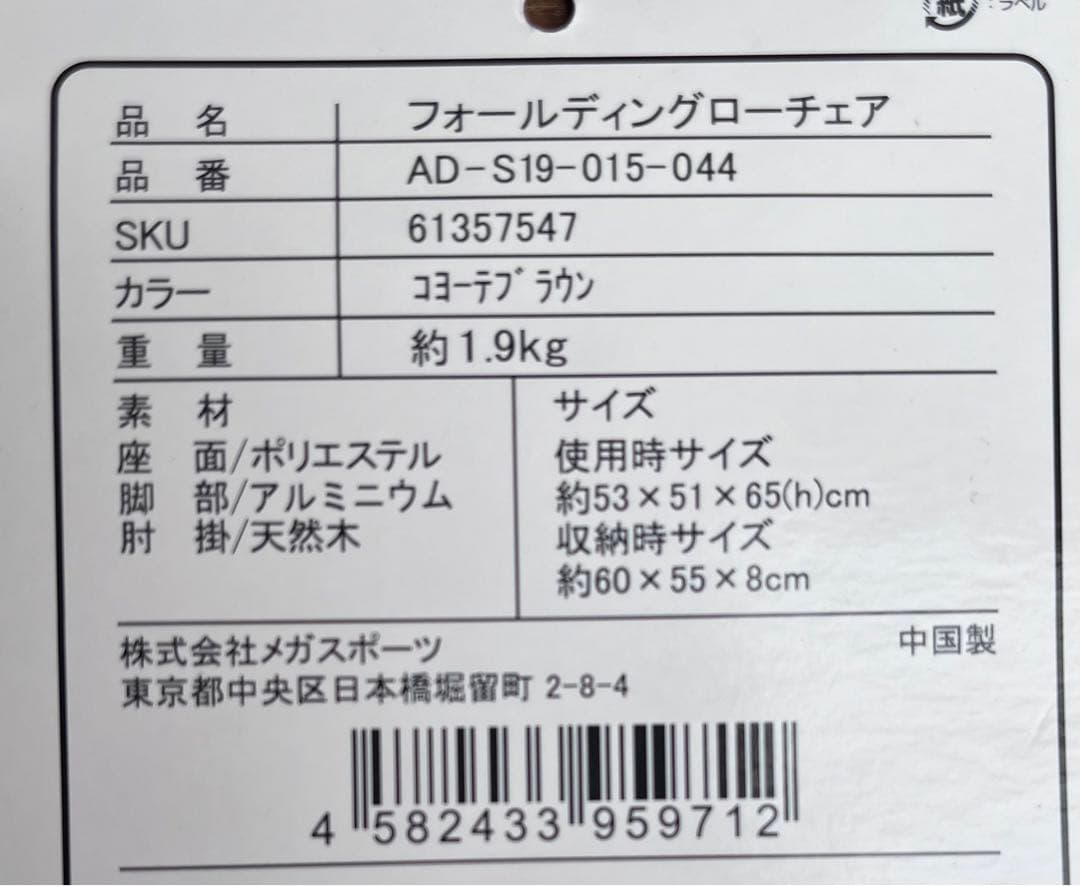 紙 : ラベル
品 名 フォールディングローチェア
品 番 AD-S19-015-044
SKU 61357547
カラー ｺﾖｰﾃﾌﾞﾗｳﾝ
重 量 約1.9kg
素 材
座 面/ポリエステル
脚 部/アルミニウム
肘 掛/天然木
サイズ
使用時サイズ
約53×51×65(h)cm
収納時サイズ
約60×55×8cm
株式会社メガスポーツ
東京都中央区日本橋堀留町 2-8-4
中国製
4 582433 959712